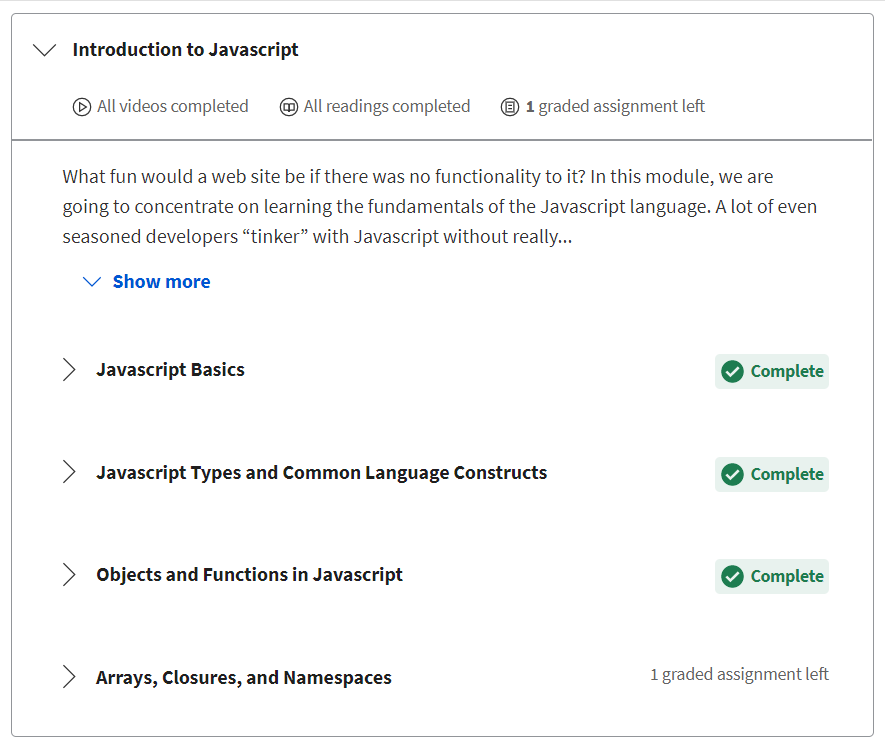 Introduction to Javascript
All videos completed All readings completed 1 graded assignment left
What fun would a web site be if there was no functionality to it? In this module, we are
going to concentrate on learning the fundamentals of the Javascript language. A lot of even
seasoned developers “tinker” with Javascript without really...
Show more
Javascript Basics Complete
Javascript Types and Common Language Constructs Complete
Objects and Functions in Javascript Complete
Arrays, Closures, and Namespaces 1 graded assignment left